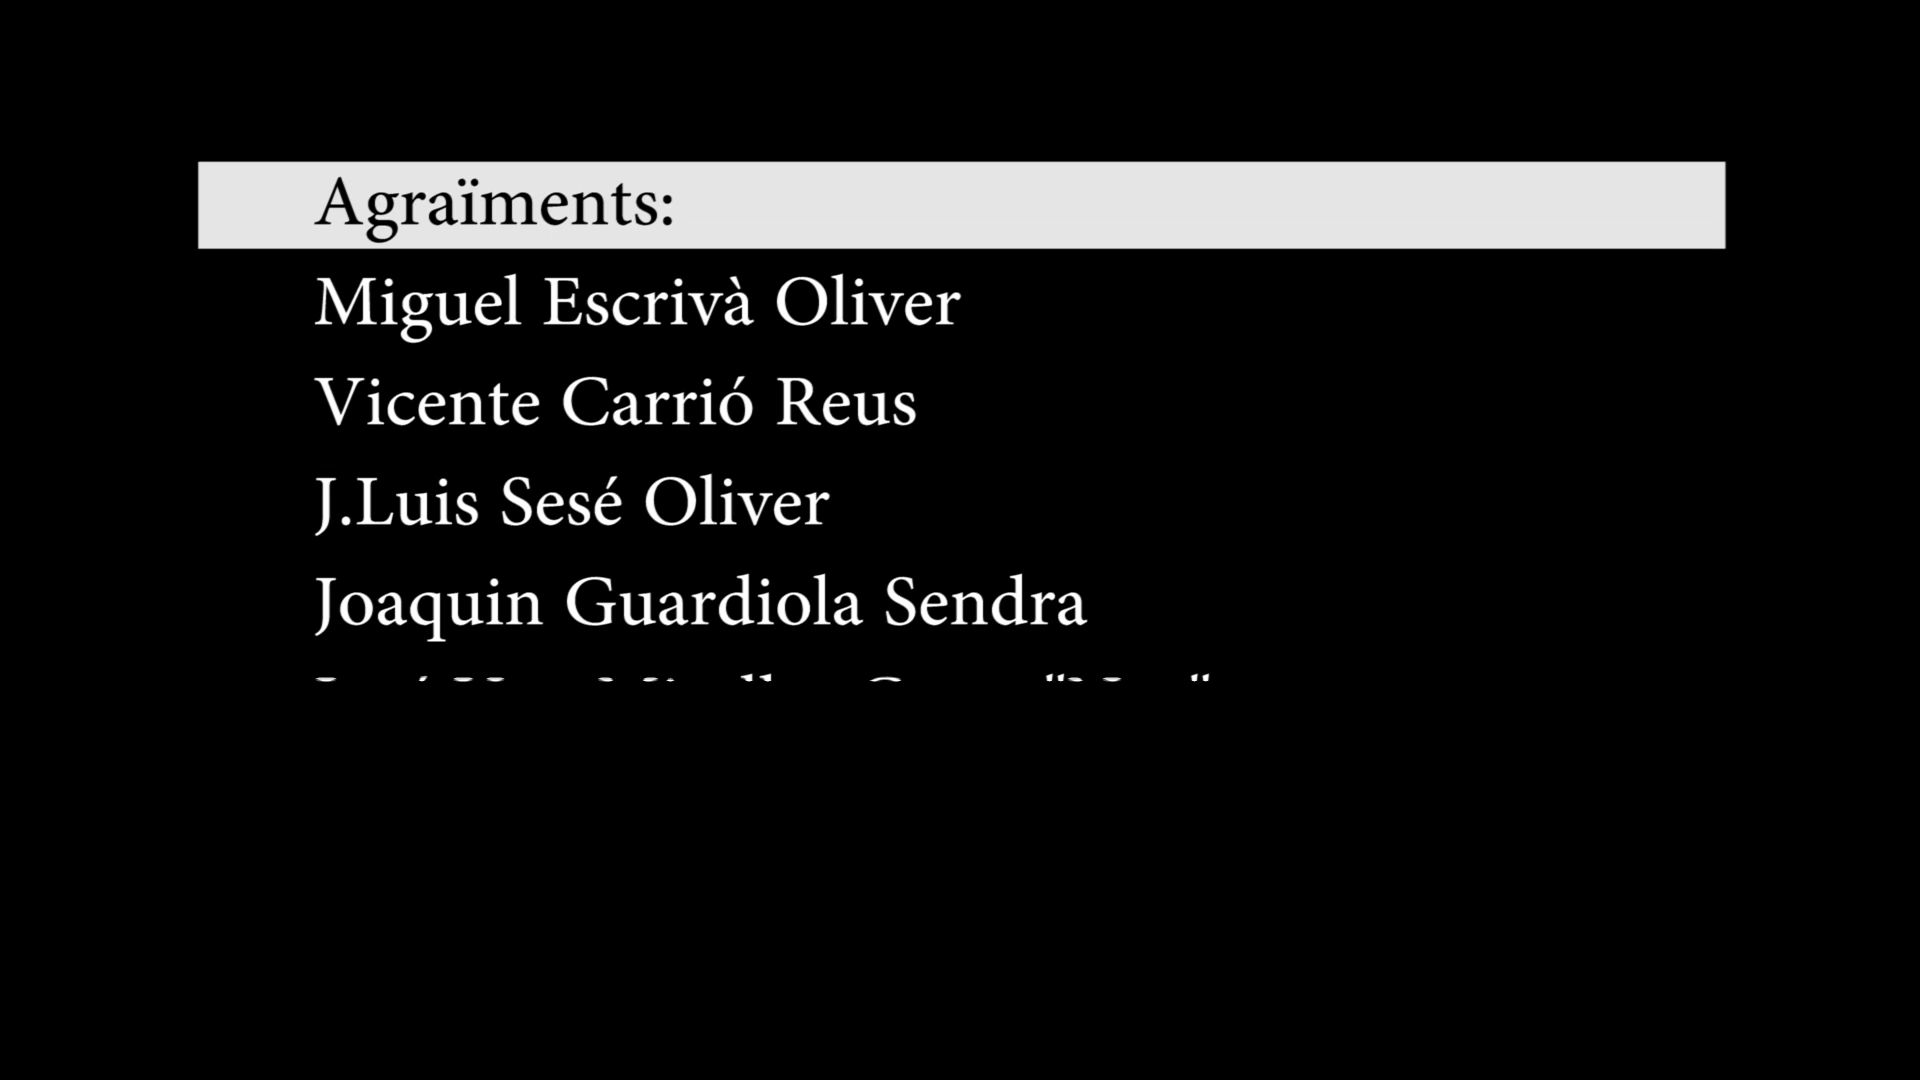 Agraïments:
Miguel Escrivà Oliver
Vicente Carrió Reus
J.Luis Sesé Oliver
Joaquin Guardiola Sendra